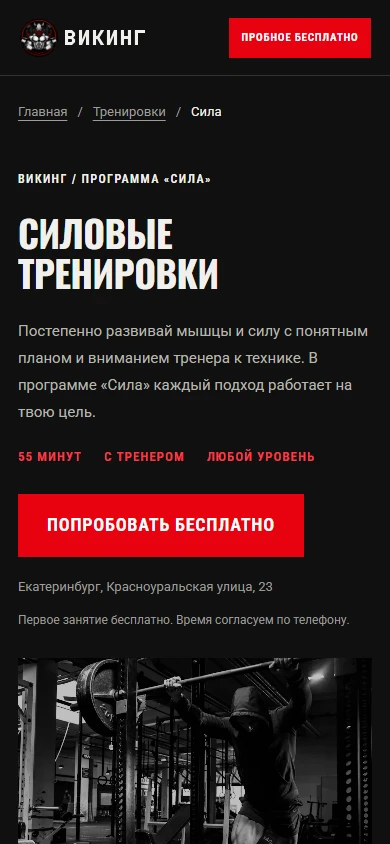 ВИКИНГ
ПРОБНОЕ БЕСПЛАТНО
Главная / Тренировки / Сила
ВИКИНГ / ПРОГРАММА «СИЛА»
СИЛОВЫЕ
ТРЕНИРОВКИ
Постепенно развивай мышцы и силу с понятным
планом и вниманием тренера к технике. В
программе «Сила» каждый подход работает на
твою цель.
55 МИНУТ С ТРЕНЕРОМ ЛЮБОЙ УРОВЕНЬ
ПОПРОБОВАТЬ БЕСПЛАТНО
Екатеринбург, Красноуральская улица, 23
Первое занятие бесплатно. Время согласуем по телефону.